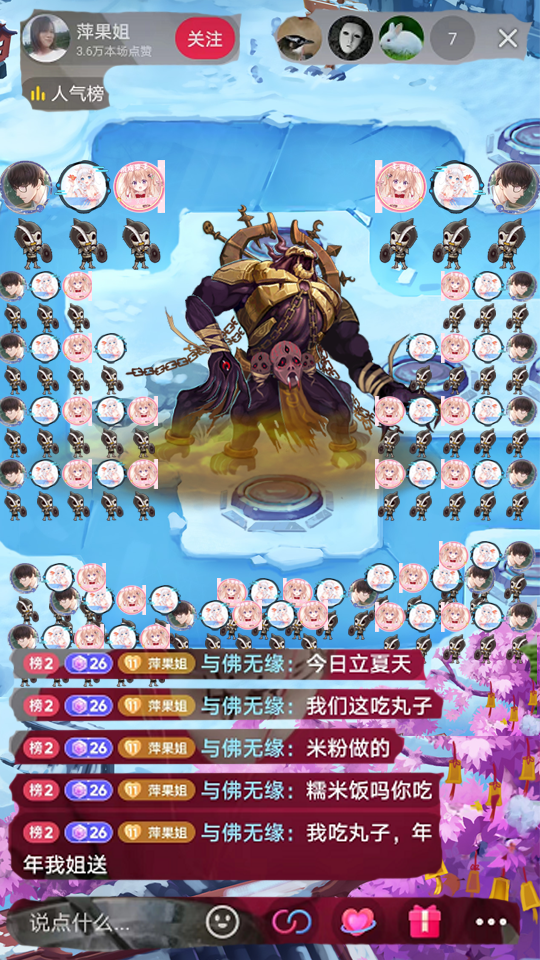 萍果姐
3.6万本场点赞
关注
7
人气榜
榜2 26 11 萍果姐 与佛无缘：今日立夏天
榜2 26 11 萍果姐 与佛无缘：我们这吃丸子
榜2 26 11 萍果姐 与佛无缘：米粉做的
榜2 26 11 萍果姐 与佛无缘：糯米饭吗你吃
榜2 26 11 萍果姐 与佛无缘：我吃丸子，年
年我姐送
说点什么...